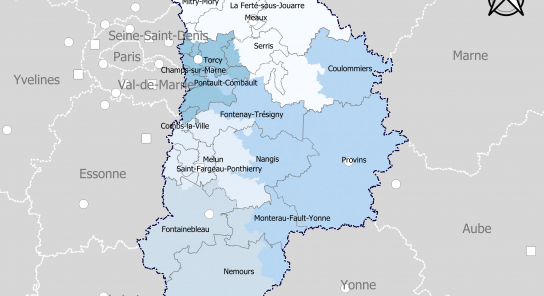 Mitry-Mory
La Ferté-sous-Jouarre
Meaux
Seine-Saint-Denis
Serris
Marne
Paris
Torcy
Champs-sur-Marne
Coulommiers
Yvelines
Val-de-Marne
Pontault-Combault
Fontenay-Trésigny
Combs-la-Ville
Melun
Nangis
Provins
Saint-Fargeau-Ponthierry
Essonne
Monterau-Fault-Yonne
Fontainebleau
Aube
Nemours
Yonne